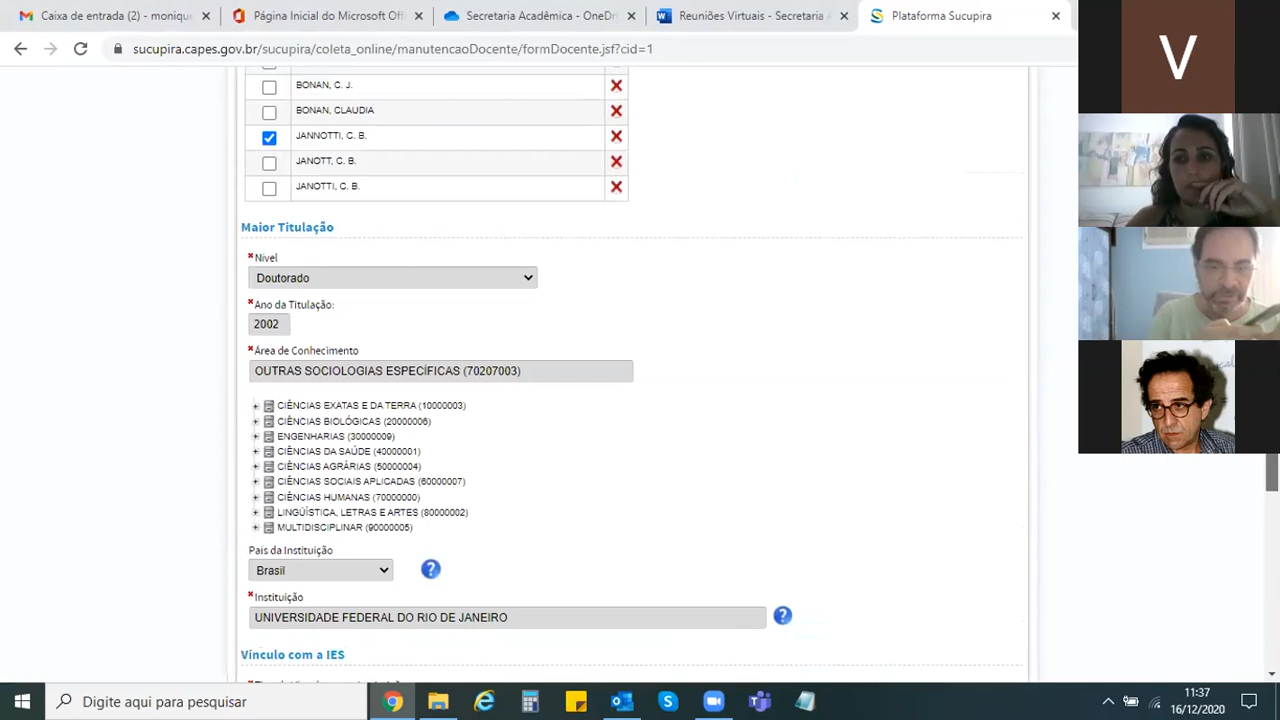 Caixa de entrada (2) - moniqu
Página Inicial do Microsoft O
Secretaria Acadêmica - OneDri
Reuniões Virtuais - Secretaria A
Plataforma Sucupira
sucupira.capes.gov.br/sucupira/coleta_online/manutencaoDocente/formDocente.jsf?cid=1
V
BONAN, C. J.
BONAN, CLAUDIA
JANNOTTI, C. B.
JANOTT, C. B.
JANOTTI, C. B.
Maior Titulação
*Nível
Doutorado
*Ano da Titulação:
2002
*Área de Conhecimento
OUTRAS SOCIOLOGIAS ESPECÍFICAS (70207003)
CIÊNCIAS EXATAS E DA TERRA (10000003)
CIÊNCIAS BIOLÓGICAS (20000006)
ENGENHARIAS (30000009)
CIÊNCIAS DA SAÚDE (40000001)
CIÊNCIAS AGRÁRIAS (50000004)
CIÊNCIAS SOCIAIS APLICADAS (60000007)
CIÊNCIAS HUMANAS (70000000)
LINGÜÍSTICA, LETRAS E ARTES (80000002)
MULTIDISCIPLINAR (90000005)
País da Instituição
Brasil
*Instituição
UNIVERSIDADE FEDERAL DO RIO DE JANEIRO
Vínculo com a IES
Digite aqui para pesquisar
11:37
16/12/2020